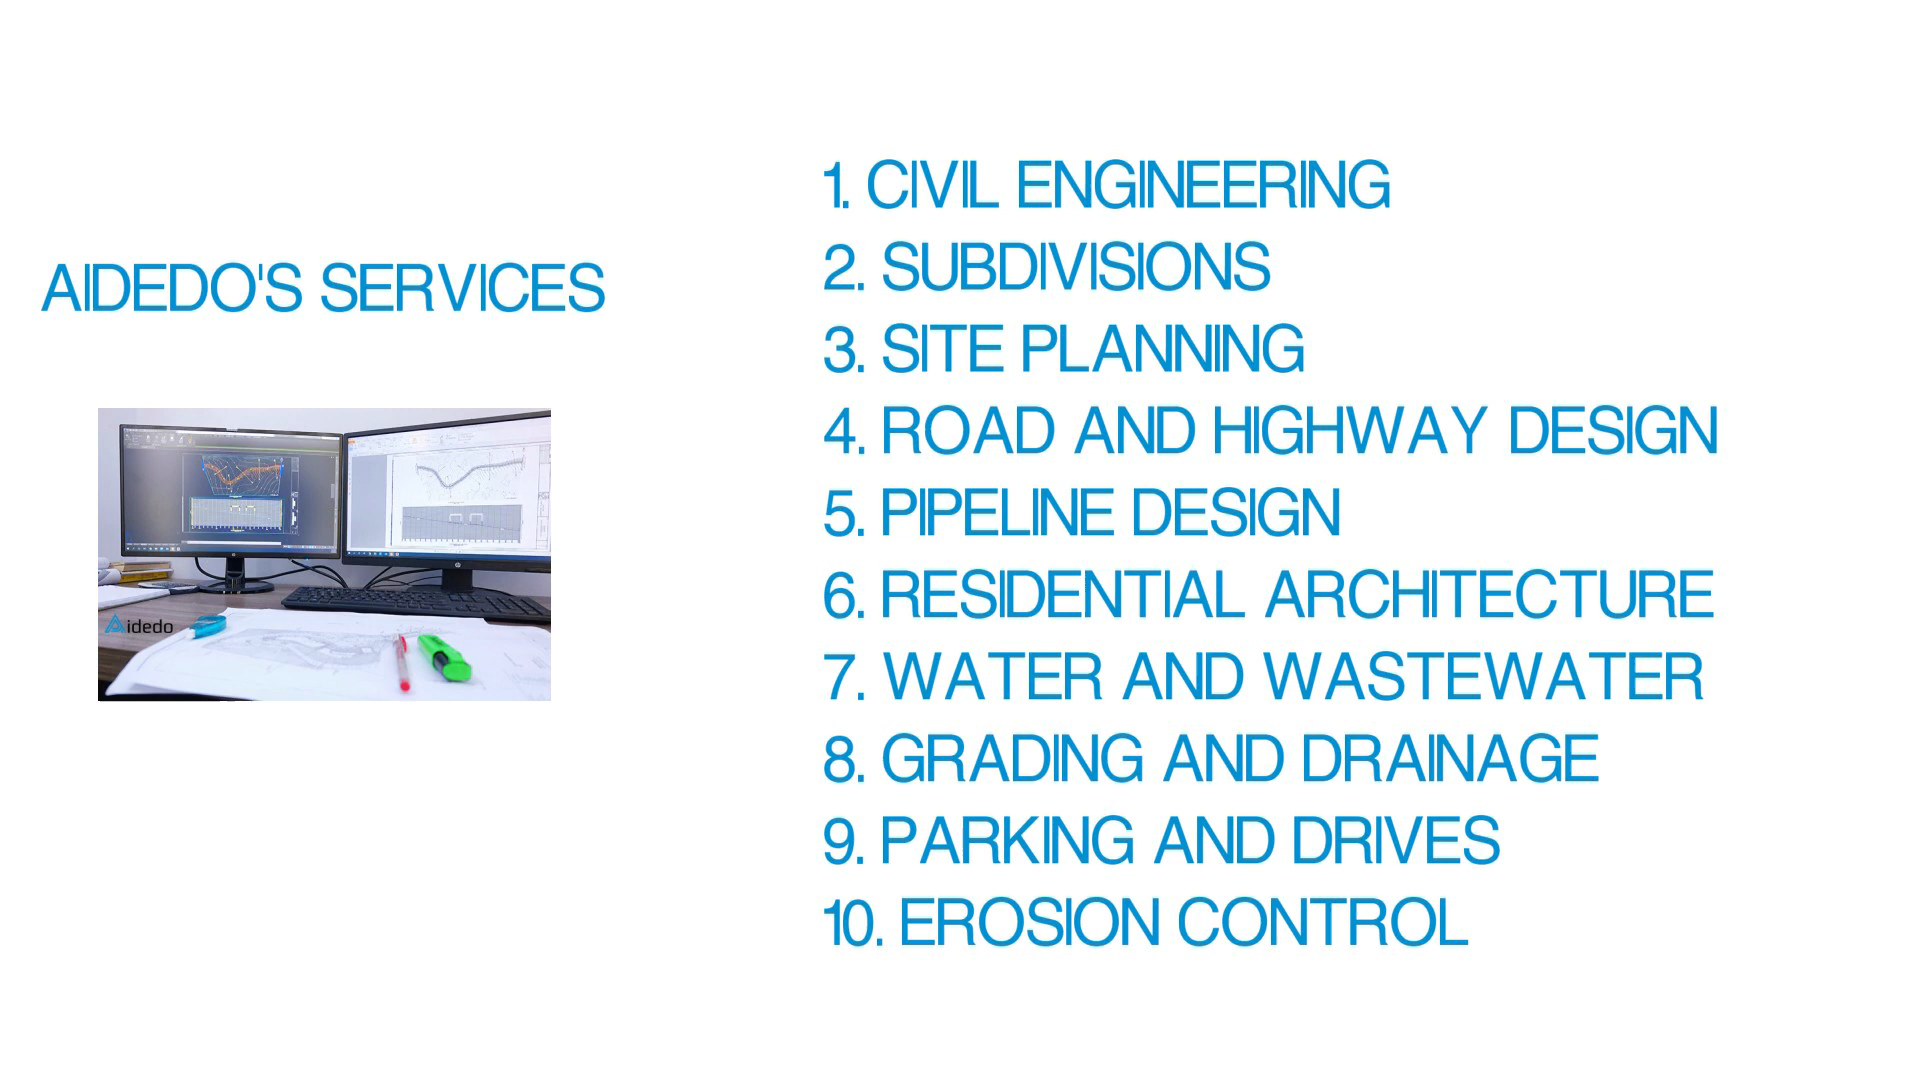 AIDEDO'S SERVICES
Aidedo
1. CIVIL ENGINEERING
2. SUBDIVISIONS
3. SITE PLANNING
4. ROAD AND HIGHWAY DESIGN
5. PIPELINE DESIGN
6. RESIDENTIAL ARCHITECTURE
7. WATER AND WASTEWATER
8. GRADING AND DRAINAGE
9. PARKING AND DRIVES
10. EROSION CONTROL